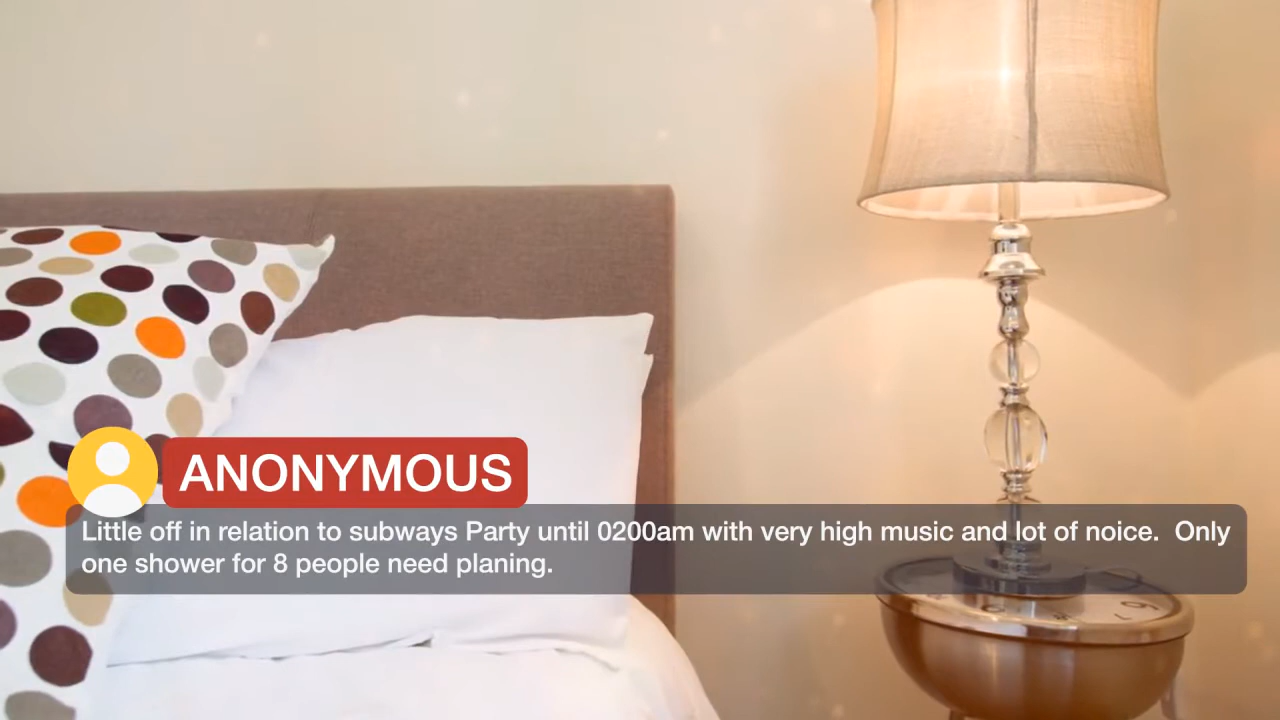 ANONYMOUS
Little off in relation to subways Party until 0200am with very high music and lot of noice.  Only
one shower for 8 people need planing.